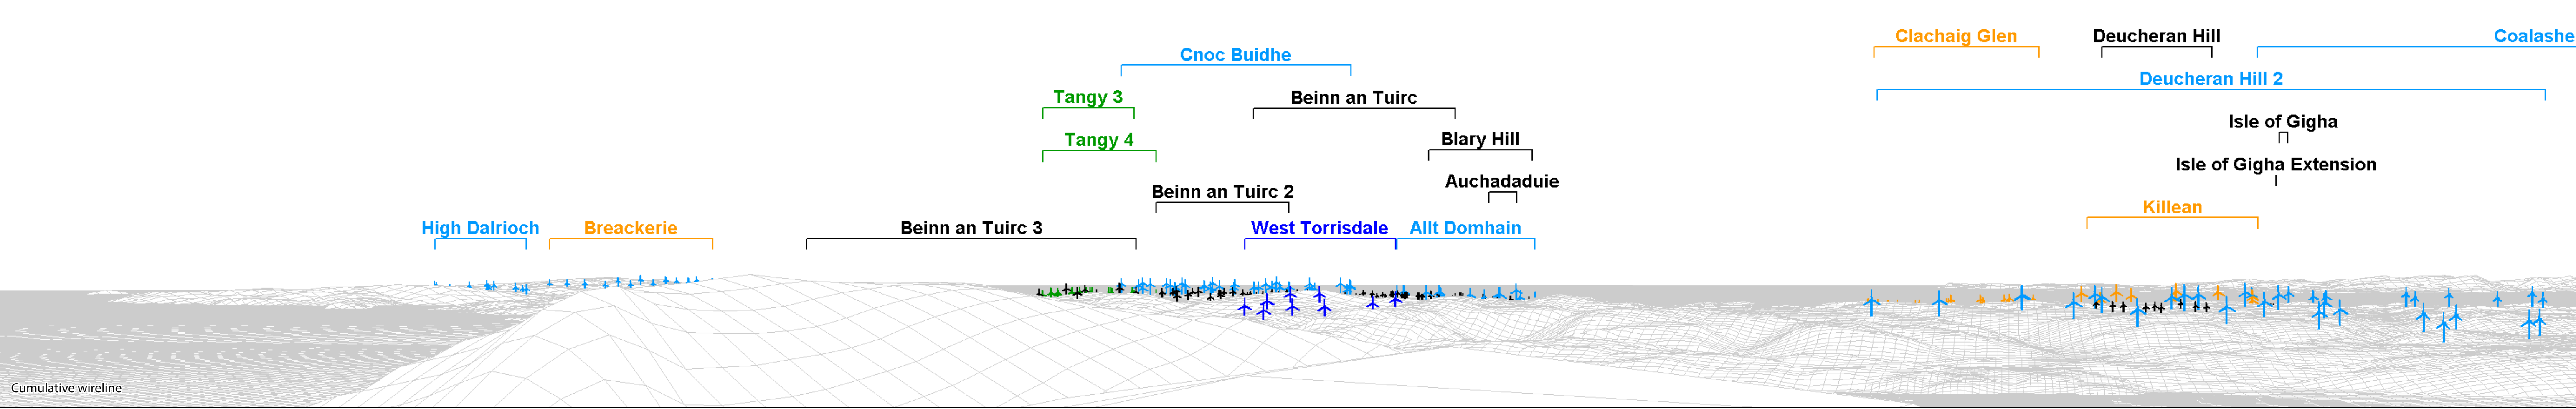 Clachaig Glen
Deucheran Hill
Coalashe
Cnoc Buidhe
Deucheran Hill 2
Tangy 3
Beinn an Tuirc
Isle of Gigha
Tangy 4
Blary Hill
Isle of Gigha Extension
Auchadaduie
Beinn an Tuirc 2
Killean
High Dalrioch
Breackerie
Beinn an Tuirc 3
West Torrisdale
Allt Domhain
Cumulative wireline